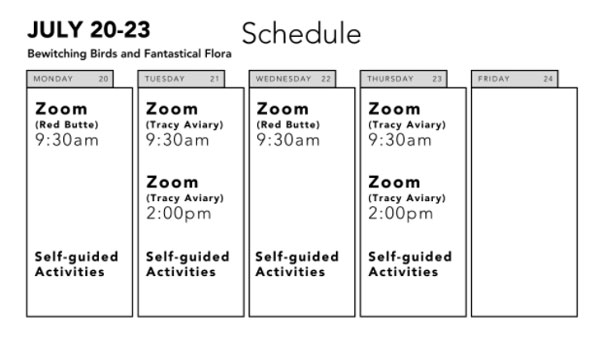 JULY 20-23
Schedule
Bewitching Birds and Fantastical Flora
MONDAY 20
Zoom
(Red Butte)
9:30am
Self-guided
Activities
TUESDAY 21
Zoom
(Tracy Aviary)
9:30am
Zoom
(Tracy Aviary)
2:00pm
Self-guided
Activities
WEDNESDAY 22
Zoom
(Red Butte)
9:30am
Self-guided
Activities
THURSDAY 23
Zoom
(Tracy Aviary)
9:30am
Zoom
(Tracy Aviary)
2:00pm
Self-guided
Activities
FRIDAY 24